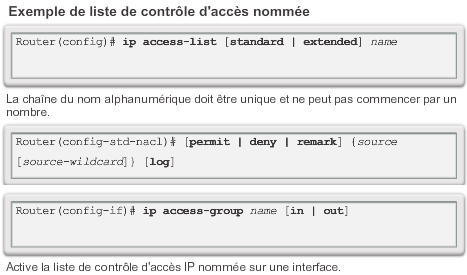 Exemple de liste de contrôle d'accès nommée
Router(config)# ip access-list [standard | extended] name
La chaîne du nom alphanumérique doit être unique et ne peut pas commencer par un
nombre.
Router(config-std-nacl)# [permit | deny | remark] {source
[source-wildcard]} [log]
Router(config-if)# ip access-group name [in | out]
Active la liste de contrôle d'accès IP nommée sur une interface.